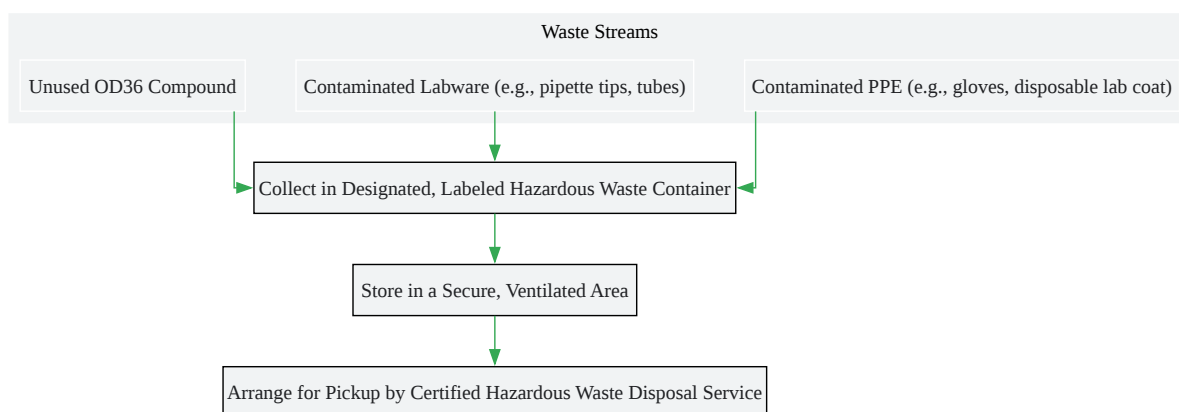 Waste Streams
Unused OD36 Compound
Contaminated Labware (e.g., pipette tips, tubes)
Contaminated PPE (e.g., gloves, disposable lab coat)
Collect in Designated, Labeled Hazardous Waste Container
Store in a Secure, Ventilated Area
Arrange for Pickup by Certified Hazardous Waste Disposal Service